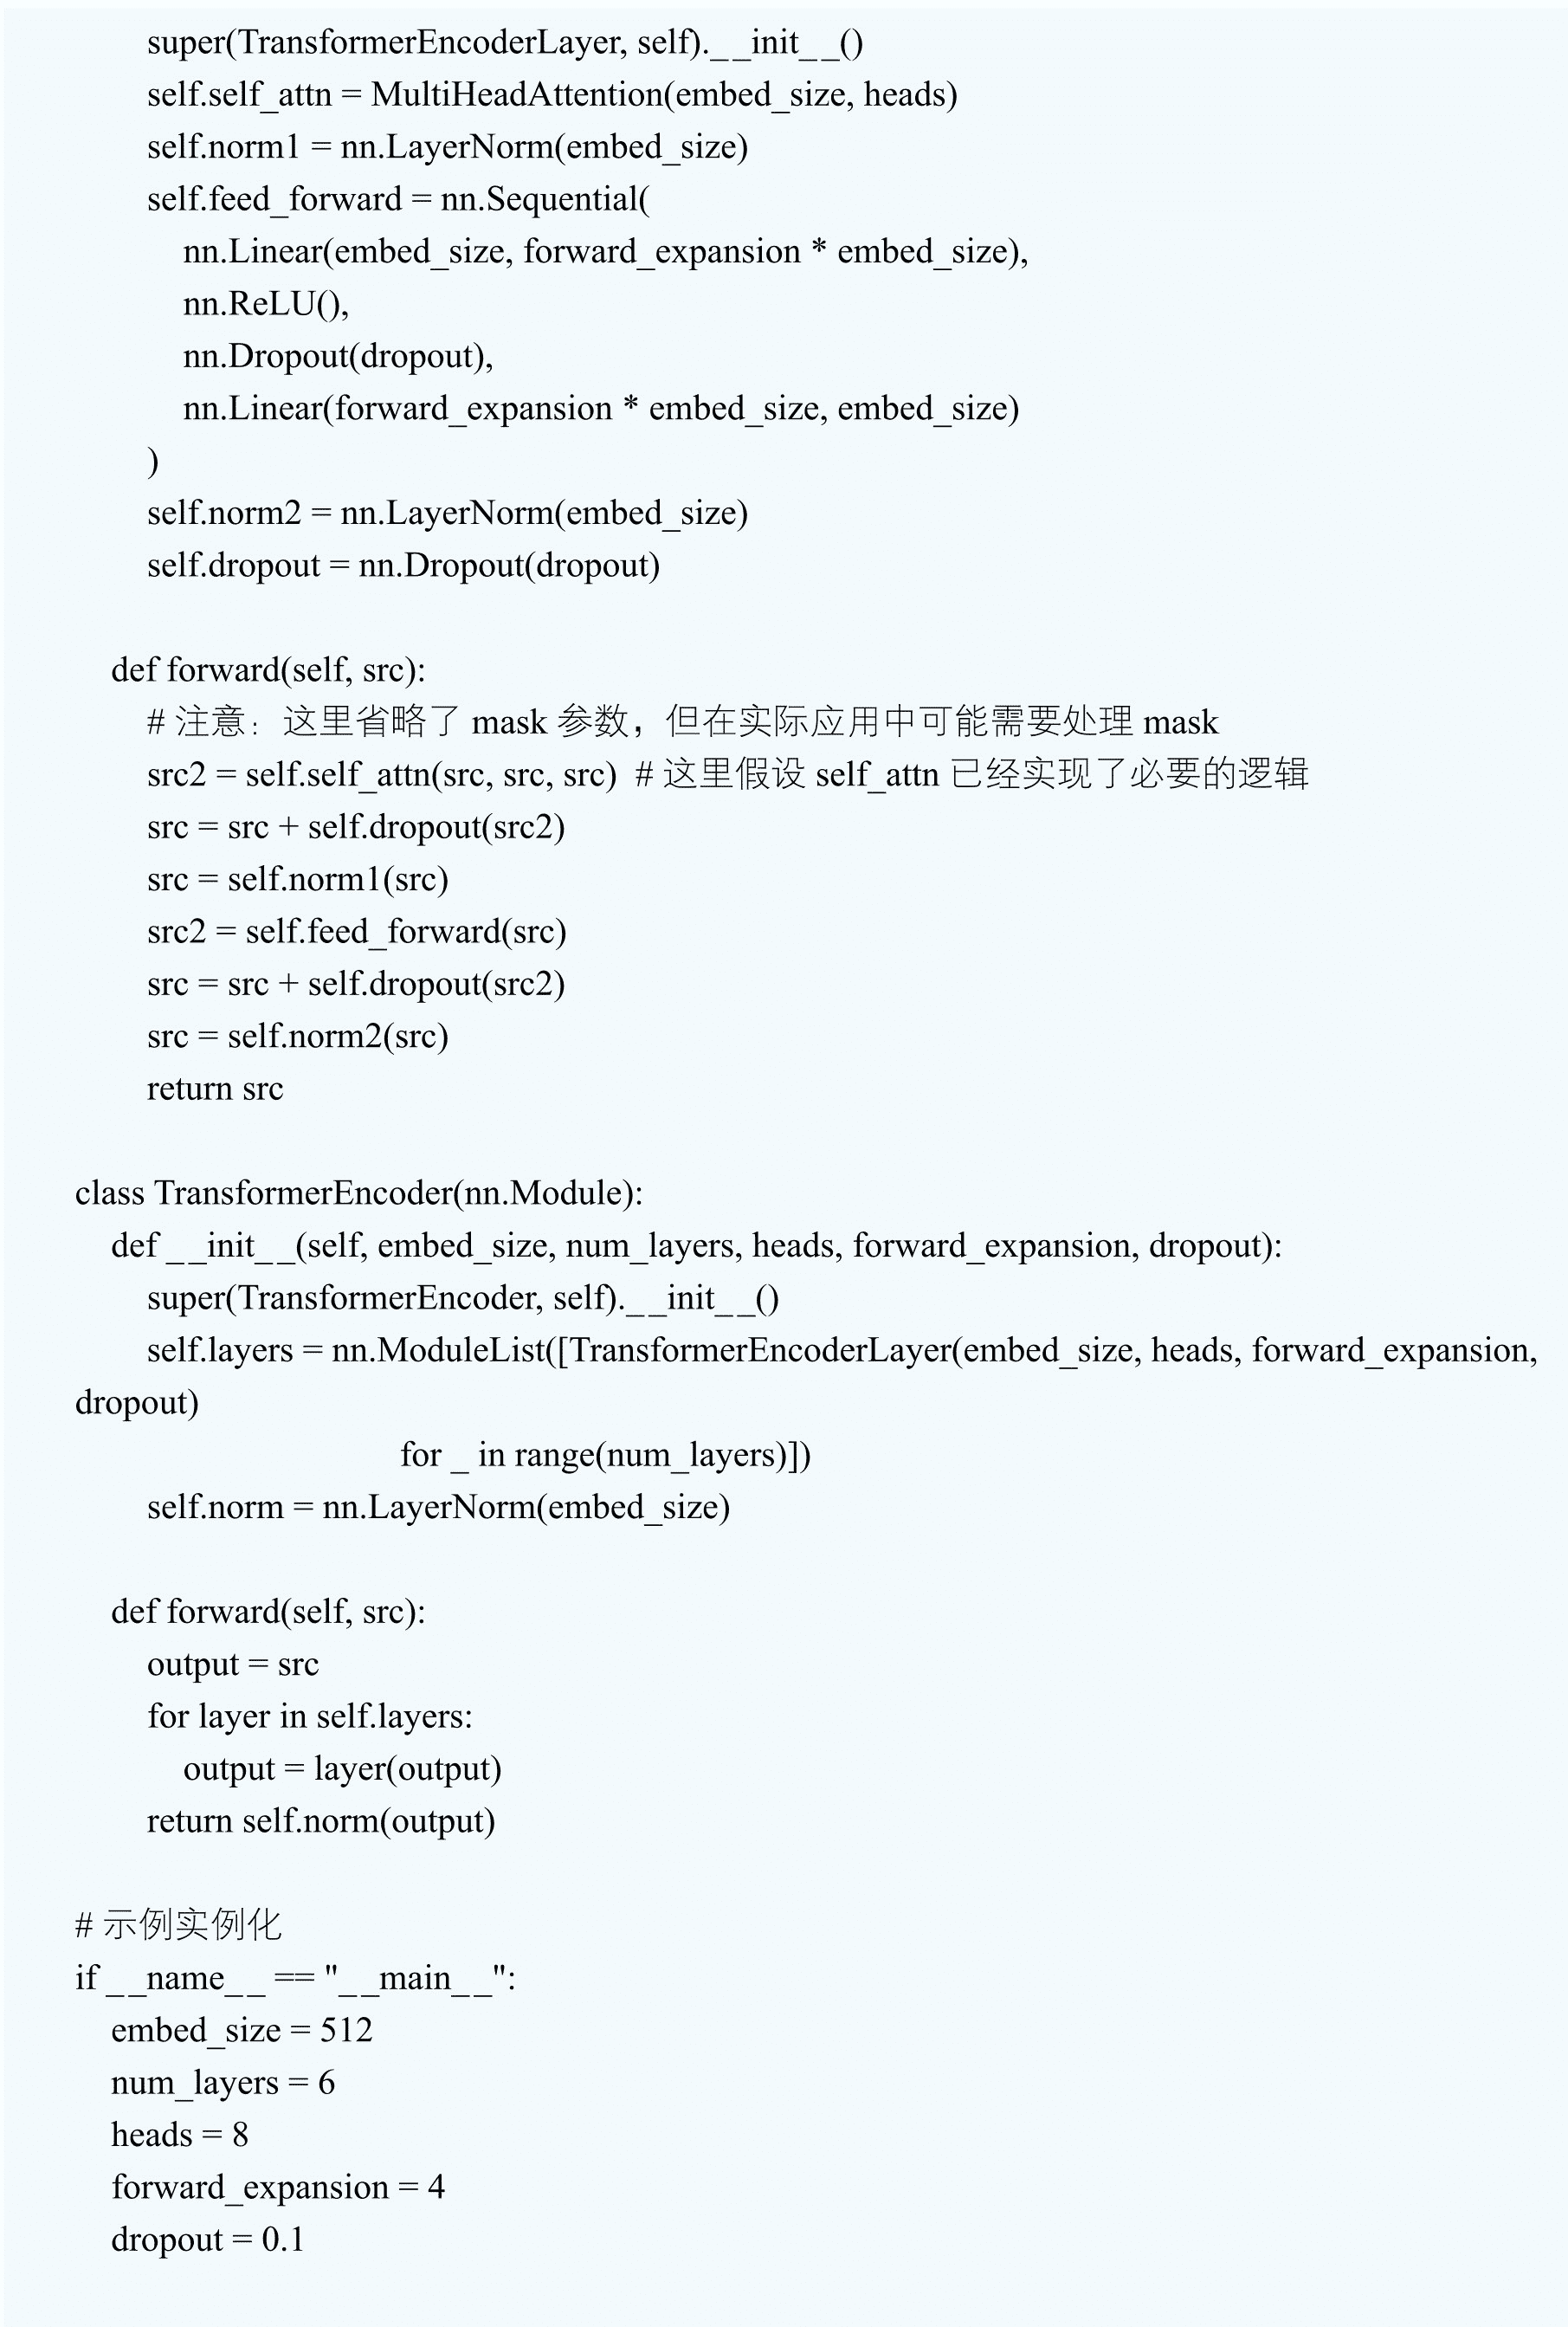 super(TransformerEncoderLayer, self).__init__()
self.self_attn = MultiHeadAttention(embed_size, heads)
self.norm1 = nn.LayerNorm(embed_size)
self.feed_forward = nn.Sequential(
nn.Linear(embed_size, forward_expansion * embed_size),
nn.ReLU(),
nn.Dropout(dropout),
nn.Linear(forward_expansion * embed_size, embed_size)
)
self.norm2 = nn.LayerNorm(embed_size)
self.dropout = nn.Dropout(dropout)
def forward(self, src):
# 注意：这里省略了 mask 参数，但在实际应用中可能需要处理 mask
src2 = self.self_attn(src, src, src)  # 这里假设 self_attn 已经实现了必要的逻辑
src = src + self.dropout(src2)
src = self.norm1(src)
src2 = self.feed_forward(src)
src = src + self.dropout(src2)
src = self.norm2(src)
return src
class TransformerEncoder(nn.Module):
def __init__(self, embed_size, num_layers, heads, forward_expansion, dropout):
super(TransformerEncoder, self).__init__()
self.layers = nn.ModuleList([TransformerEncoderLayer(embed_size, heads, forward_expansion,
dropout)
for _ in range(num_layers)])
self.norm = nn.LayerNorm(embed_size)
def forward(self, src):
output = src
for layer in self.layers:
output = layer(output)
return self.norm(output)
# 示例实例化
if __name__ == "__main__":
embed_size = 512
num_layers = 6
heads = 8
forward_expansion = 4
dropout = 0.1